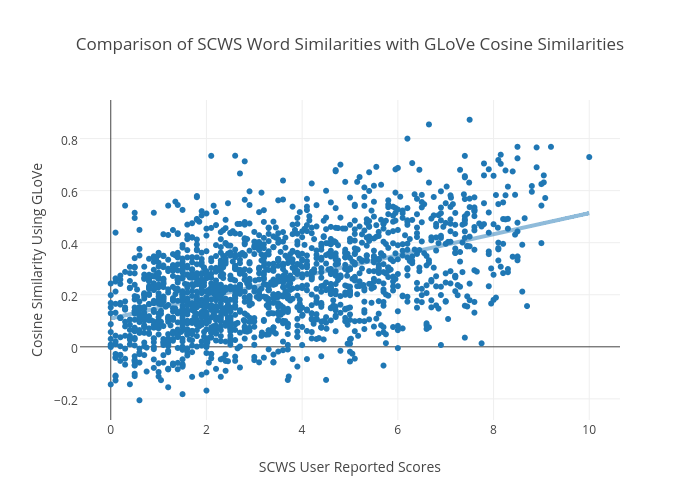 Comparison of SCWS Word Similarities with GLoVe Cosine Similarities
Cosine Similarity Using GLoVe
0.8
0.6
0.4
0.2
0
−0.2
0 2 4 6 8 10
SCWS User Reported Scores